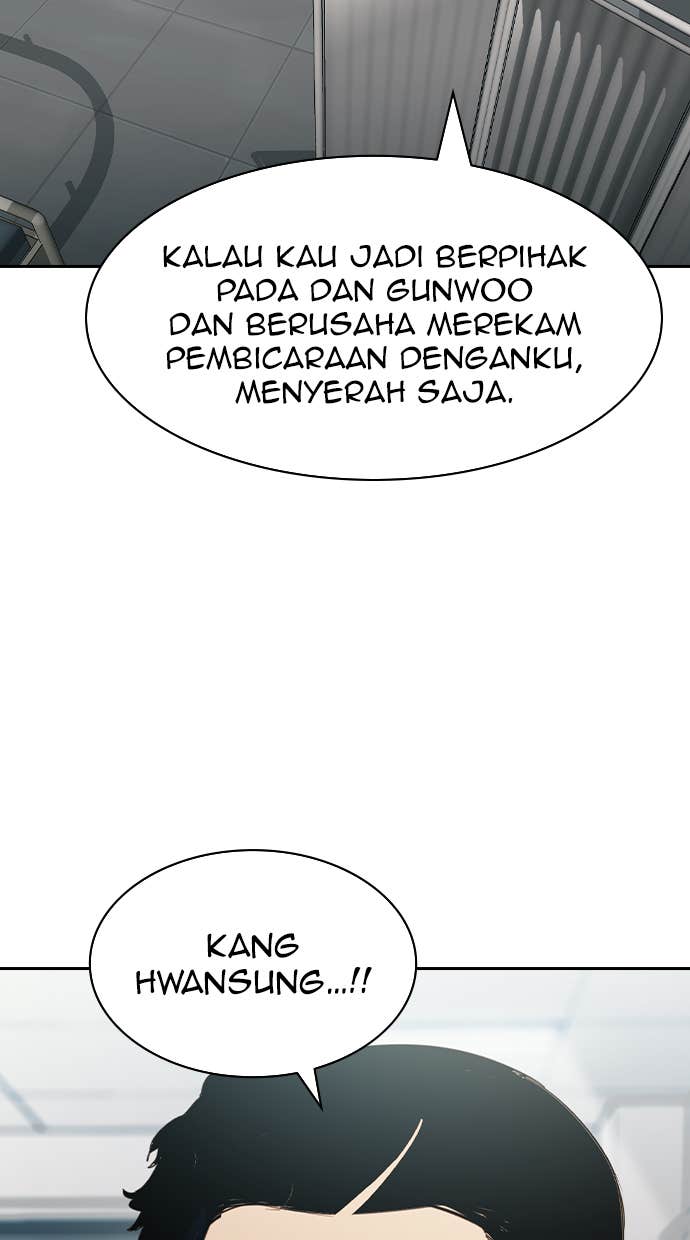 KALAU KAU JADI BERPIHAK
PADA DAN GUNWOO
DAN BERUSAHA MEREKAM
PEMBICARAAN DENGANKU,
MENYERAH SAJA.
KANG
HWANSUNG...!!